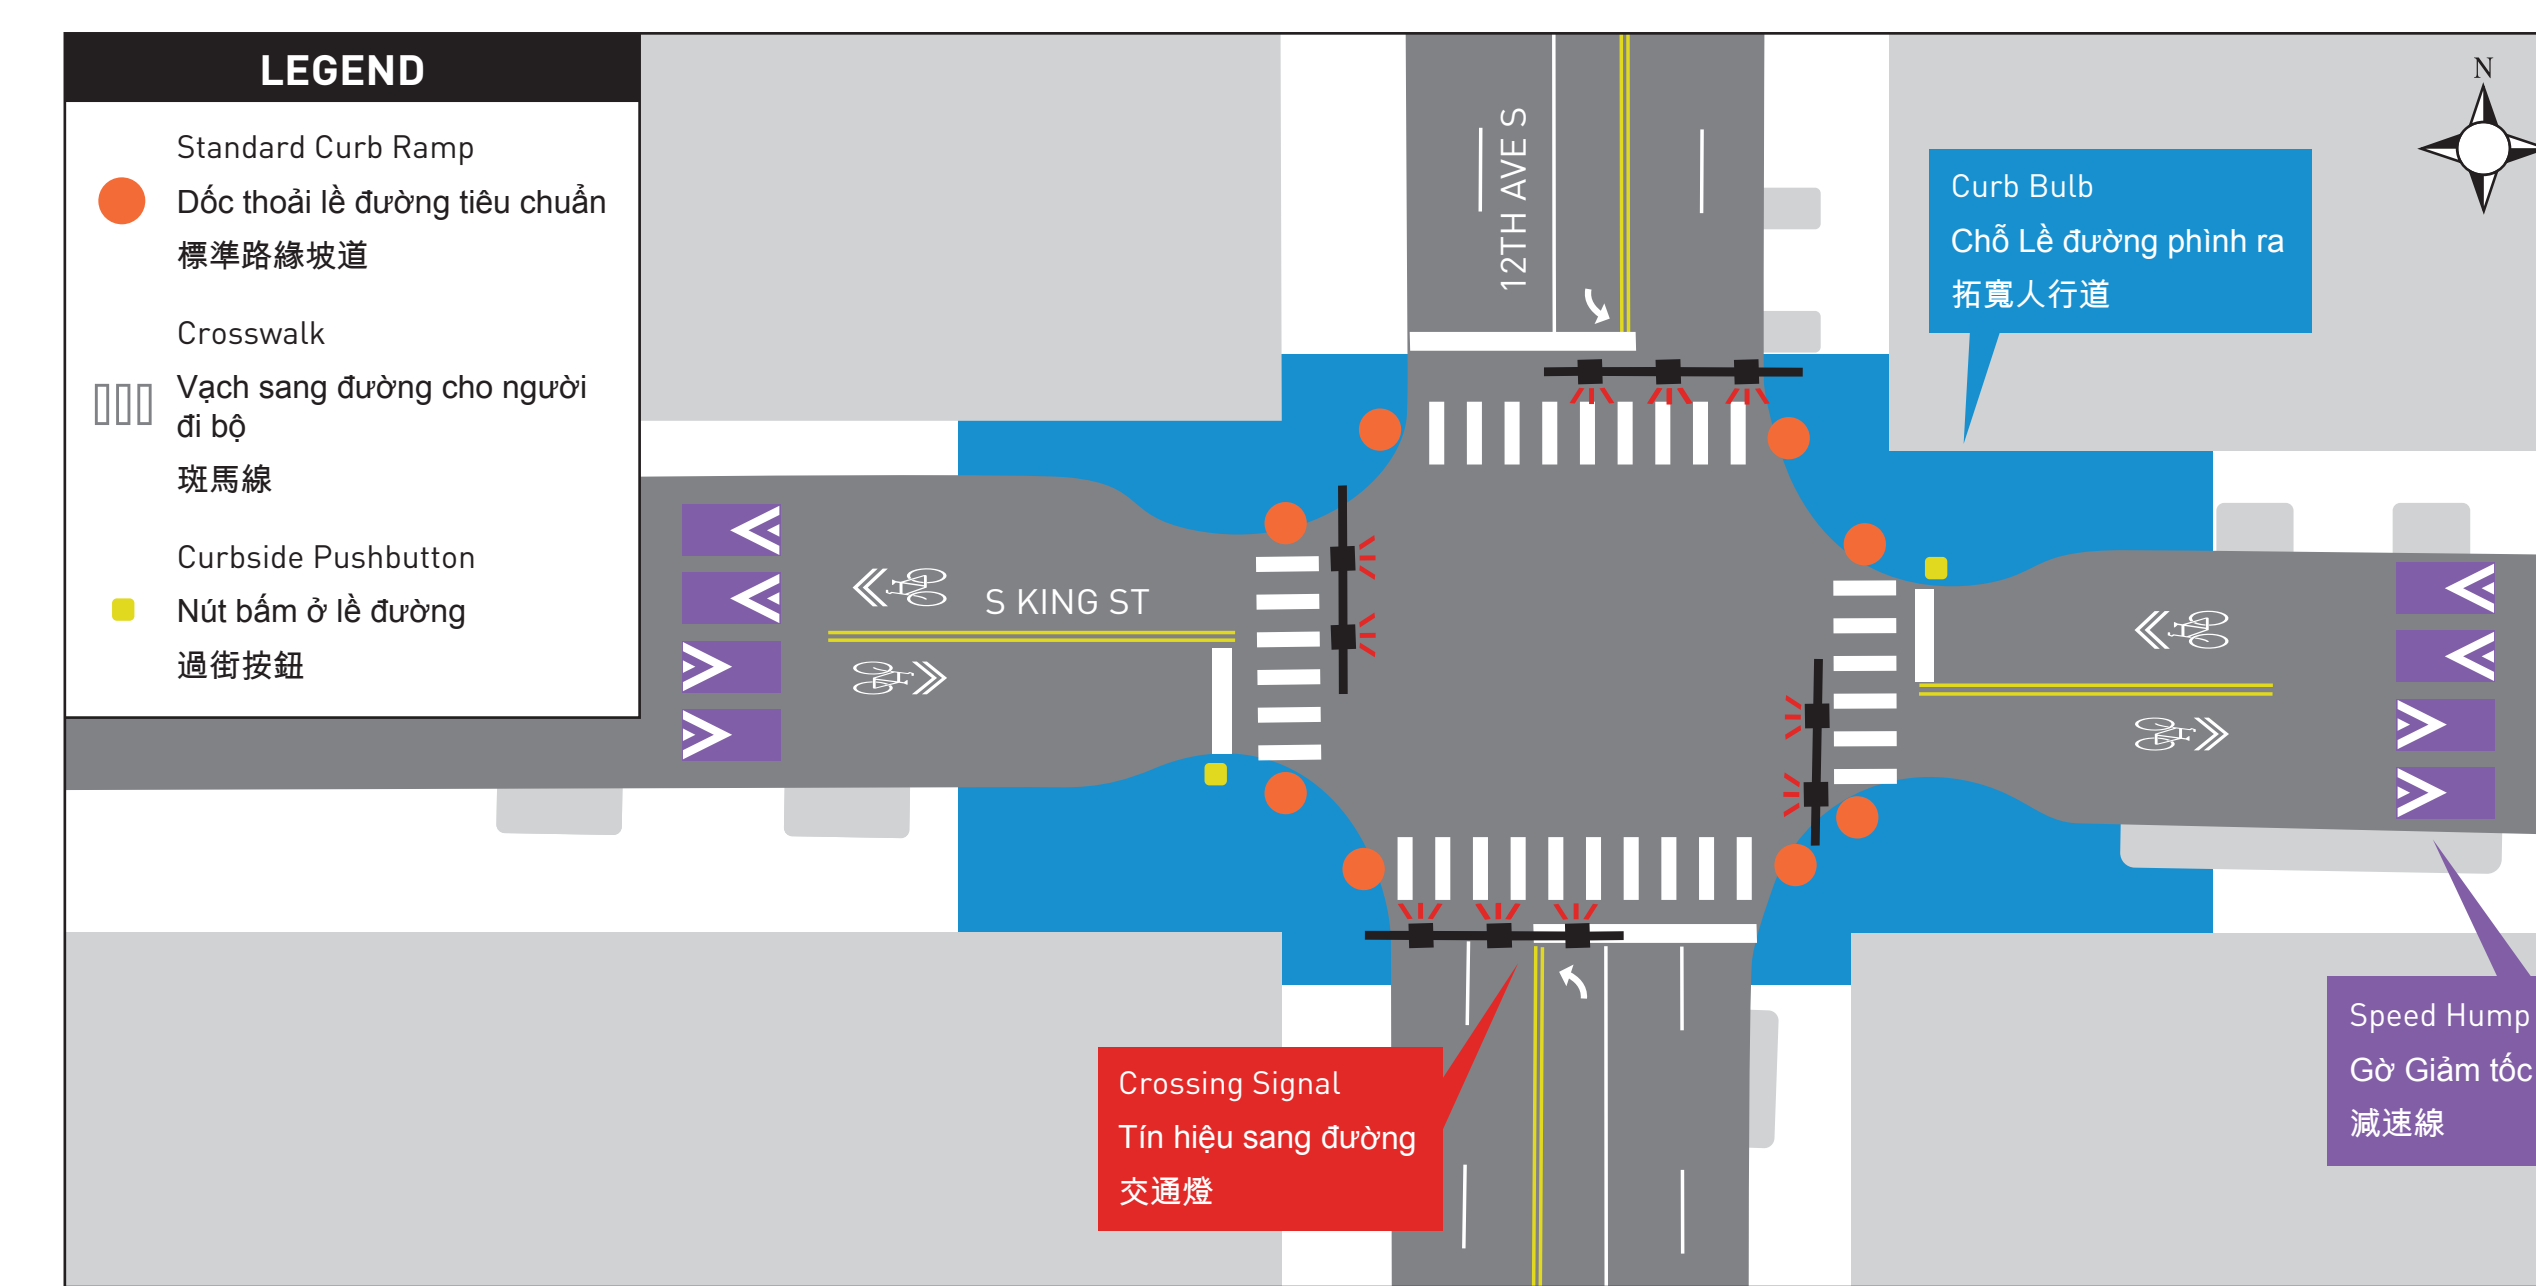 LEGEND
Standard Curb Ramp
Dốc thoải lề đường tiêu chuẩn
標準路緣坡道
Crosswalk
Vạch sang đường cho người
đi bộ
斑馬線
Curbside Pushbutton
Nút bấm ở lề đường
過街按鈕
12TH AVE S
N
Curb Bulb
Chỗ Lề đường phình ra
拓寬人行道
S KING ST
Crossing Signal
Tín hiệu sang đường
交通燈
Speed Hump
Gờ Giảm tốc
減速線